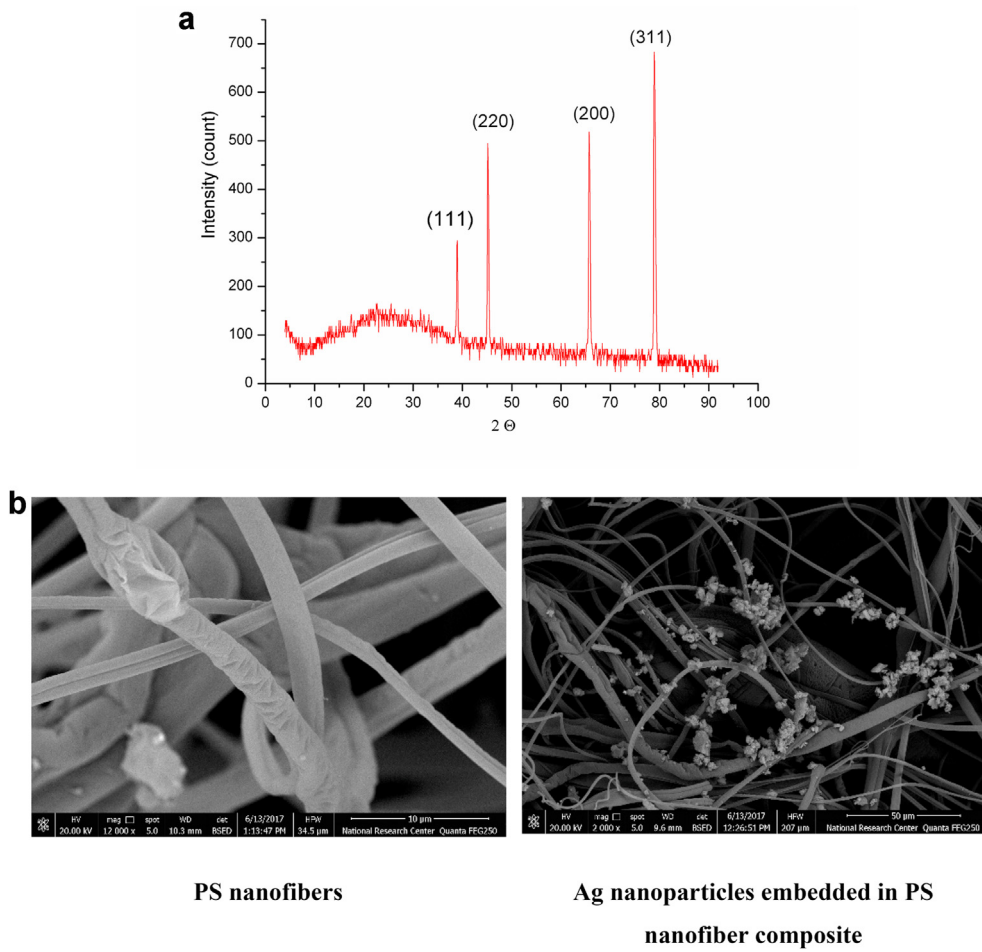 a
700
600
500
400
300
200
100
0
Intensity (count)
(111)
(220)
(200)
(311)
0 10 20 30 40 50 60 70 80 90 100
2 Θ
b
HV mag spot WD det 6/13/2017 HFW 10 µm
20.00 kV 12 000 x 5.0 10.3 mm BSED 1:13:47 PM 34.5 µm National Research Center Quanta FEG250
HV mag spot WD det 6/13/2017 HFW 50 µm
20.00 kV 2 000 x 5.0 9.6 mm BSED 12:26:51 PM 207 µm National Research Center Quanta FEG250
PS nanofibers
Ag nanoparticles embedded in PS
nanofiber composite